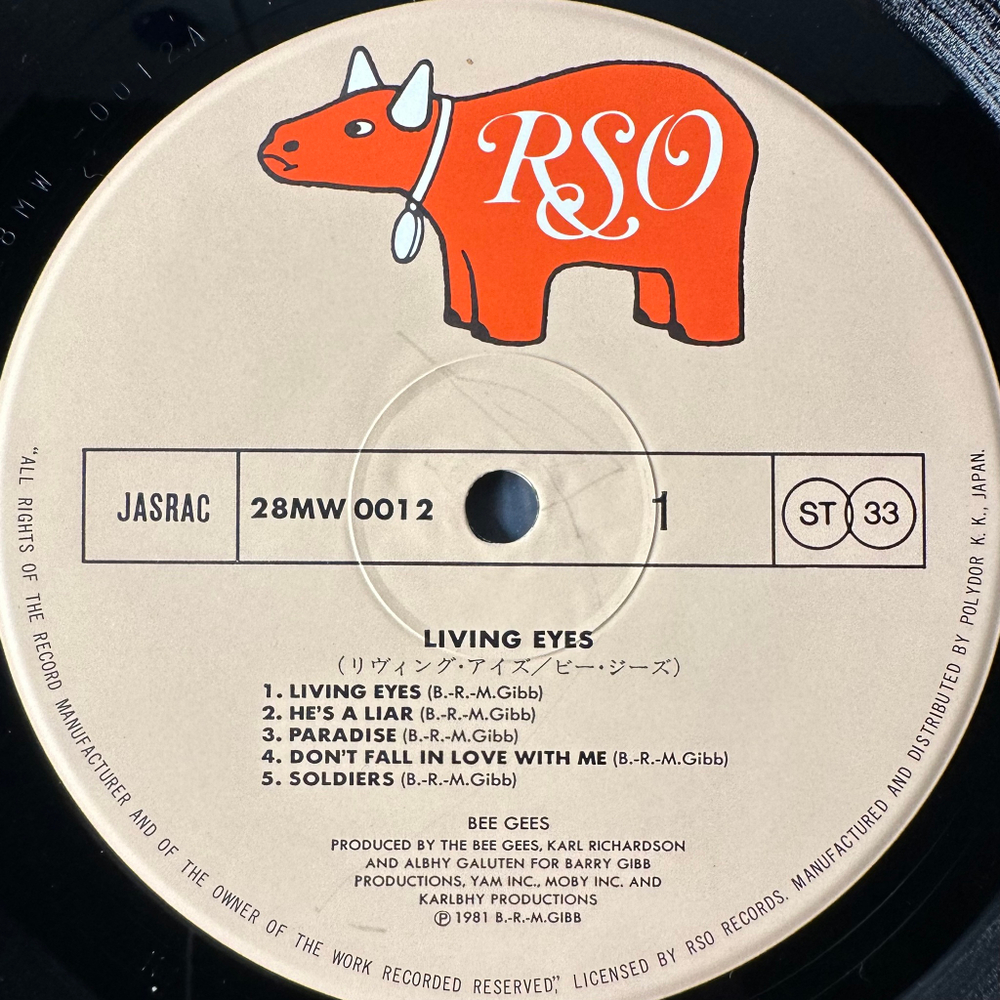 RSO
JASRAC
28MW 0012
1
ST 33
LIVING EYES
(リヴィング・アイズ／ビー・ジーズ)
1. LIVING EYES (B.-R.-M.Gibb)
2. HE'S A LIAR (B.-R.-M.Gibb)
3. PARADISE (B.-R.-M.Gibb)
4. DON'T FALL IN LOVE WITH ME (B.-R.-M.Gibb)
5. SOLDIERS (B.-R.-M.Gibb)
BEE GEES
PRODUCED BY THE BEE GEES, KARL RICHARDSON
AND ALBHY GALUTEN FOR BARRY GIBB
PRODUCTIONS, YAM INC., MOBY INC. AND
KARLBHY PRODUCTIONS
℗ 1981 B.-R.-M.GIBB
"ALL RIGHTS OF THE RECORD MANUFACTURER AND OF THE OWNER OF THE WORK RECORDED RESERVED," LICENSED BY RSO RECORDS. MANUFACTURED AND DISTRIBUTED BY POLYDOR K. K., JAPAN.